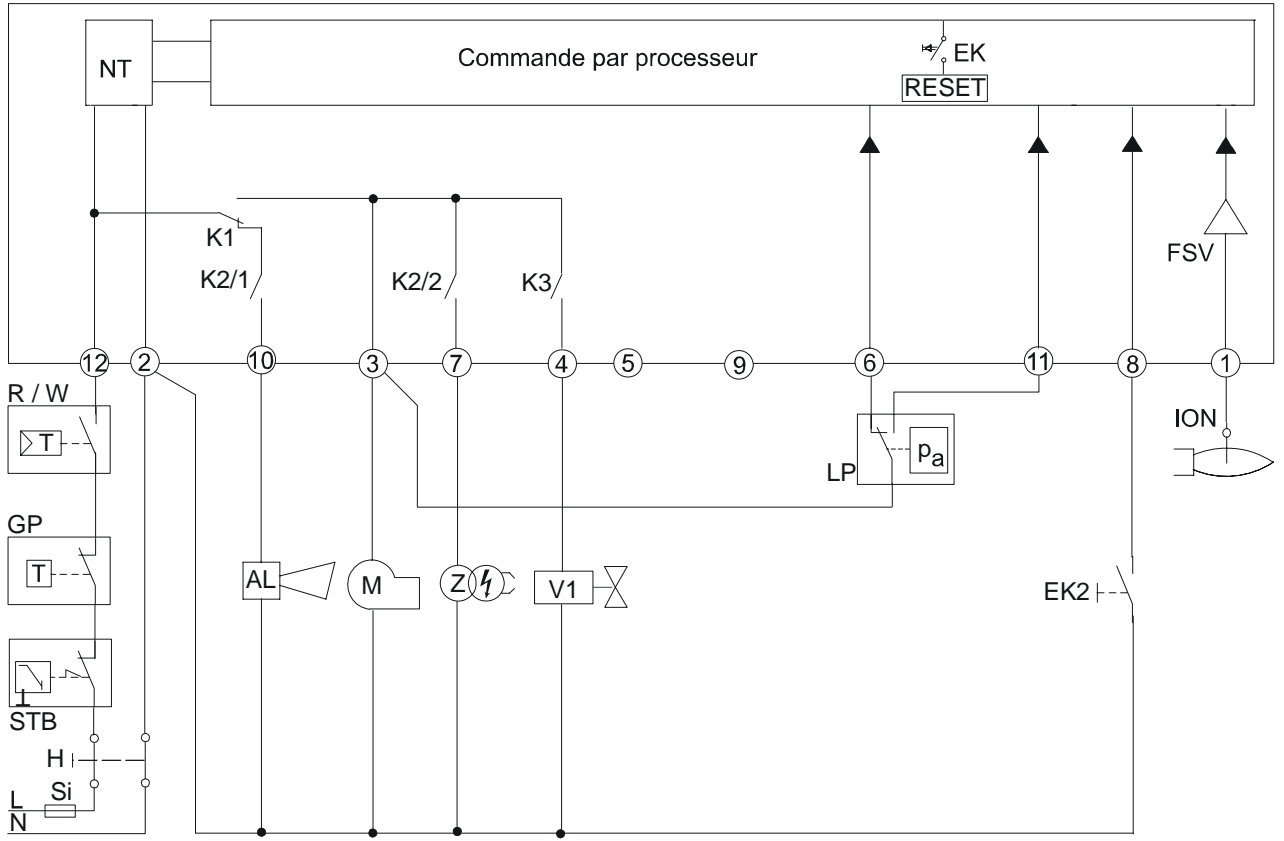 NT
Commande par processeur
EK
RESET
FSV
K1
K2/1
K2/2
K3
12
2
10
3
7
4
5
9
6
11
8
1
R / W
T
ION
LP
pa
GP
T
AL
M
Z
V1
EK2
STB
H
Si
L
N